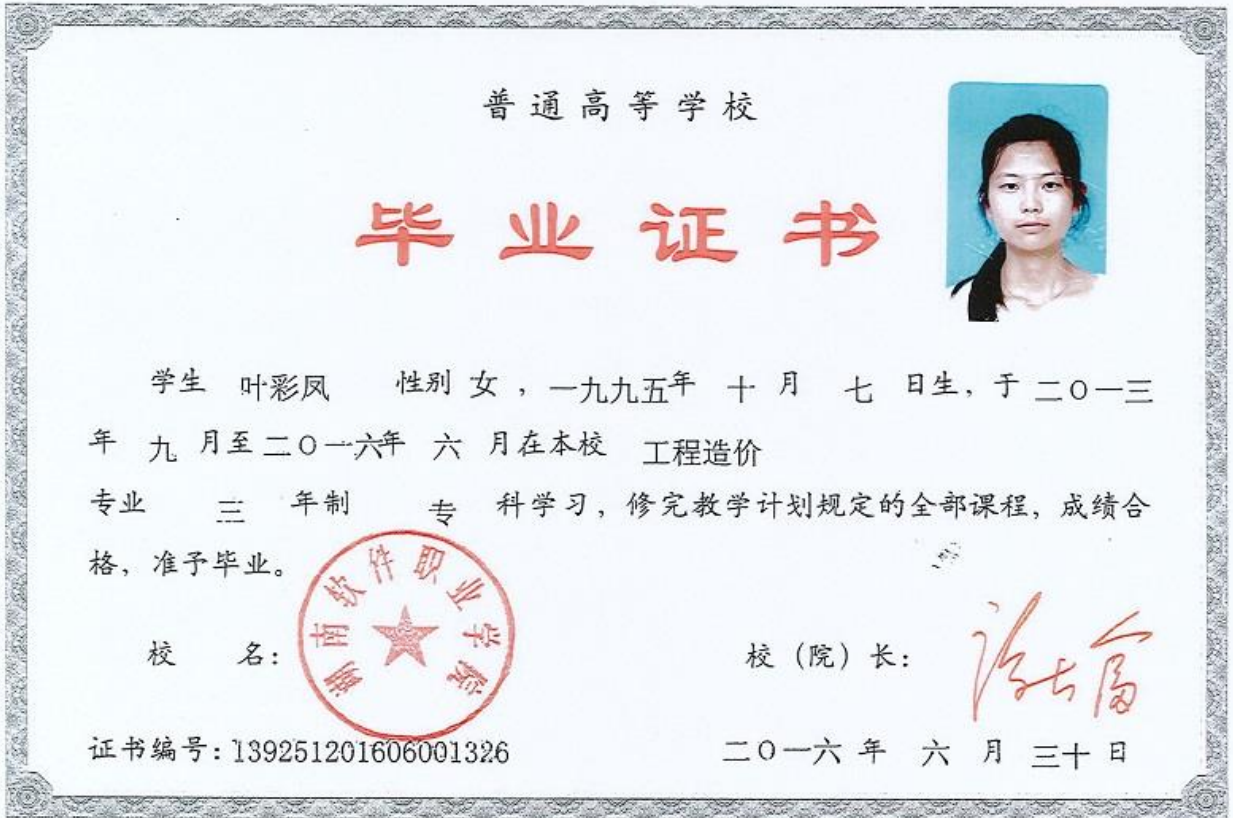 普通高等学校
毕业证书
学生 叶彩凤 性别 女 ，一九九五年 十 月 七 日生，于 二〇一三
年 九 月至 二〇一六年 六 月在本校 工程造价
专业 三 年制 专 科学习，修完教学计划规定的全部课程，成绩合
格，准予毕业。
湖南软件职业学院
校 名：
校（院）长：
证书编号：139251201606001326
二〇一六 年 六 月 三十 日